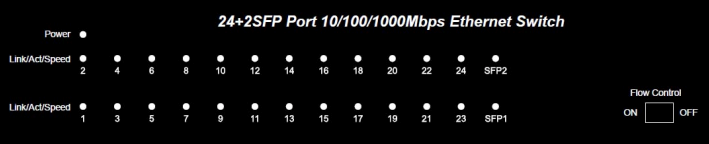 24+2SFP Port 10/100/1000Mbps Ethernet Switch
Power
Link/Act/Speed
2 4 6 8 10 12 14 16 18 20 22 24 SFP2
Link/Act/Speed
1 3 5 7 9 11 13 15 17 19 21 23 SFP1
Flow Control
ON OFF